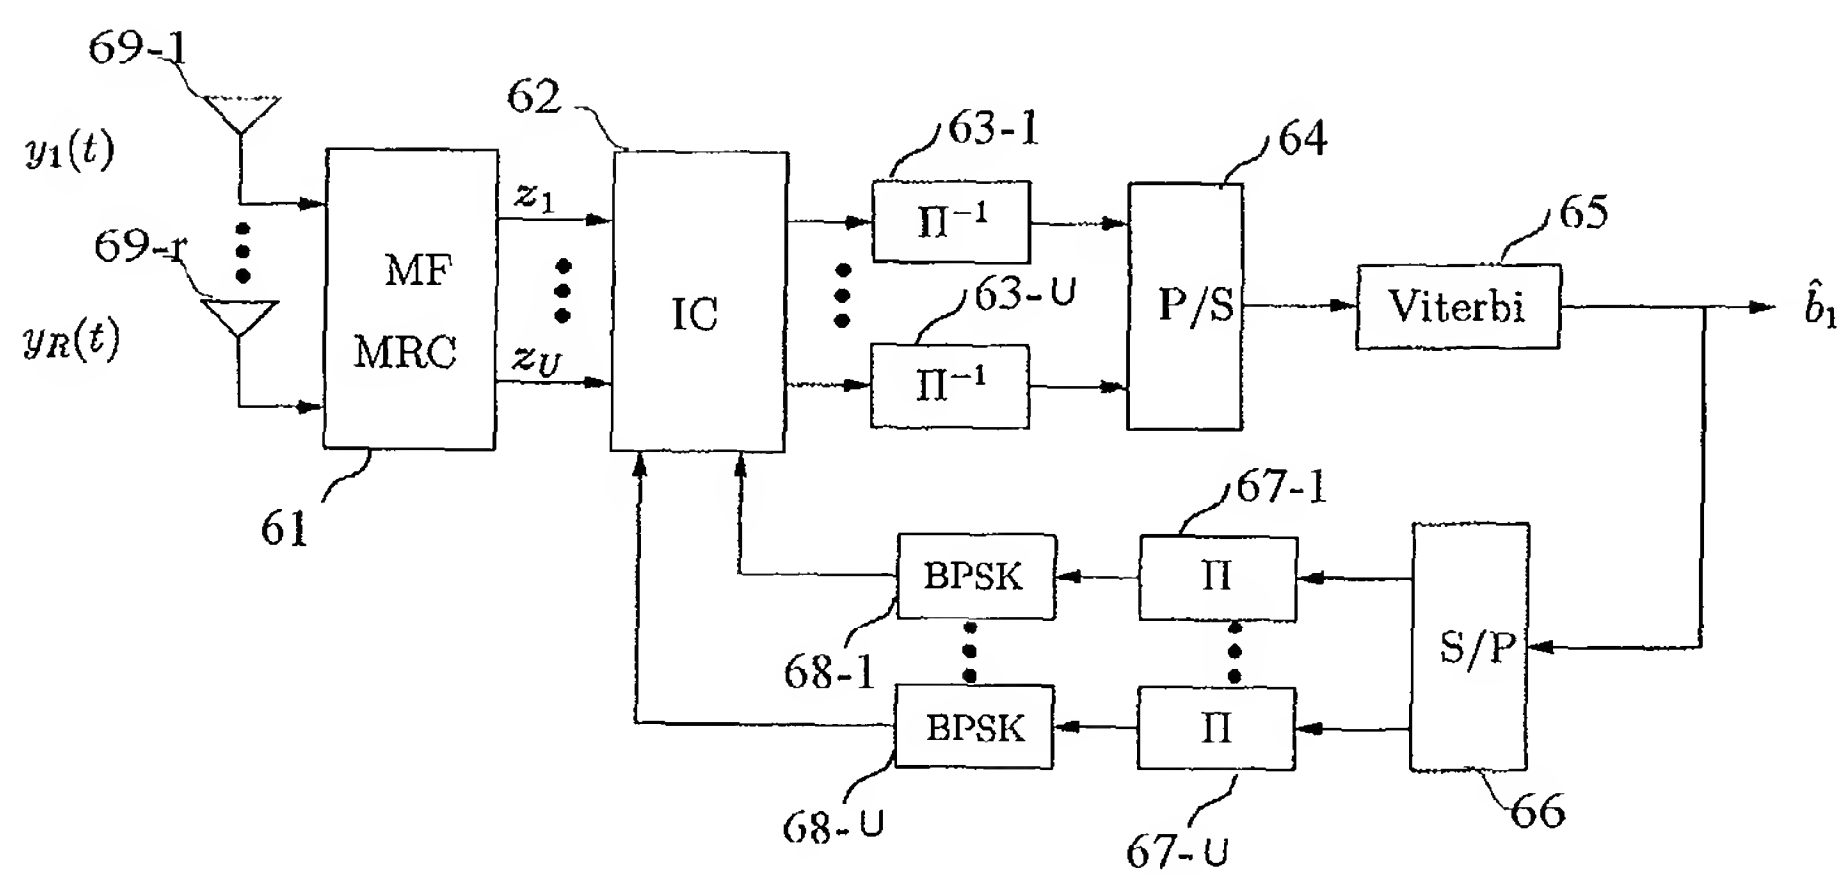 69-1
62
63-1
64
y₁(t)
z₁
Π⁻¹
65
69-r
MF
MRC
IC
63-U
P/S
Viterbi
b̂₁
y_R(t)
z_U
Π⁻¹
61
67-1
BPSK
Π
S/P
68-1
BPSK
Π
68-U
67-U
66